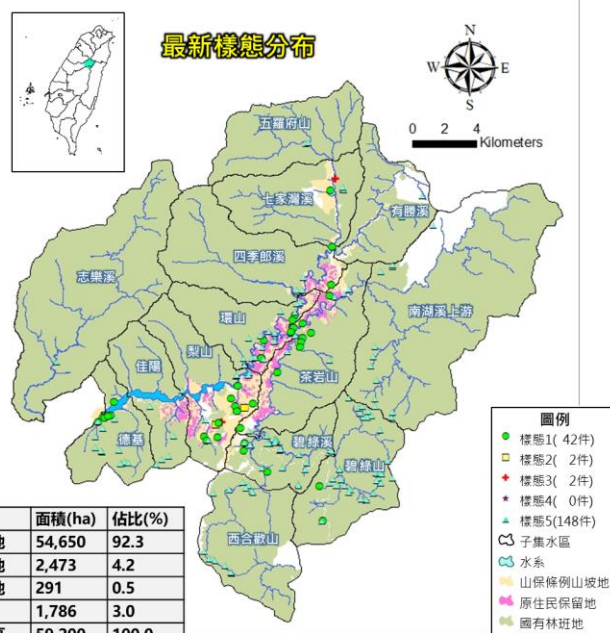 最新樣態分布
N
W
E
S
0 2 4
Kilometers
五羅府山
七家灣溪
有勝溪
四季郎溪
志樂溪
南湖溪上游
環山
梨山
佳陽
茶岩山
德基
碧綠溪
碧綠山
西合歡山
面積(ha) 佔比(%)
地 54,650 92.3
地 2,473 4.2
地 291 0.5
1,786 3.0
圖例
樣態1( 42件)
樣態2( 2件)
樣態3( 2件)
樣態4( 0件)
樣態5(148件)
子集水區
水系
山保條例山坡地
原住民保留地
國有林班地